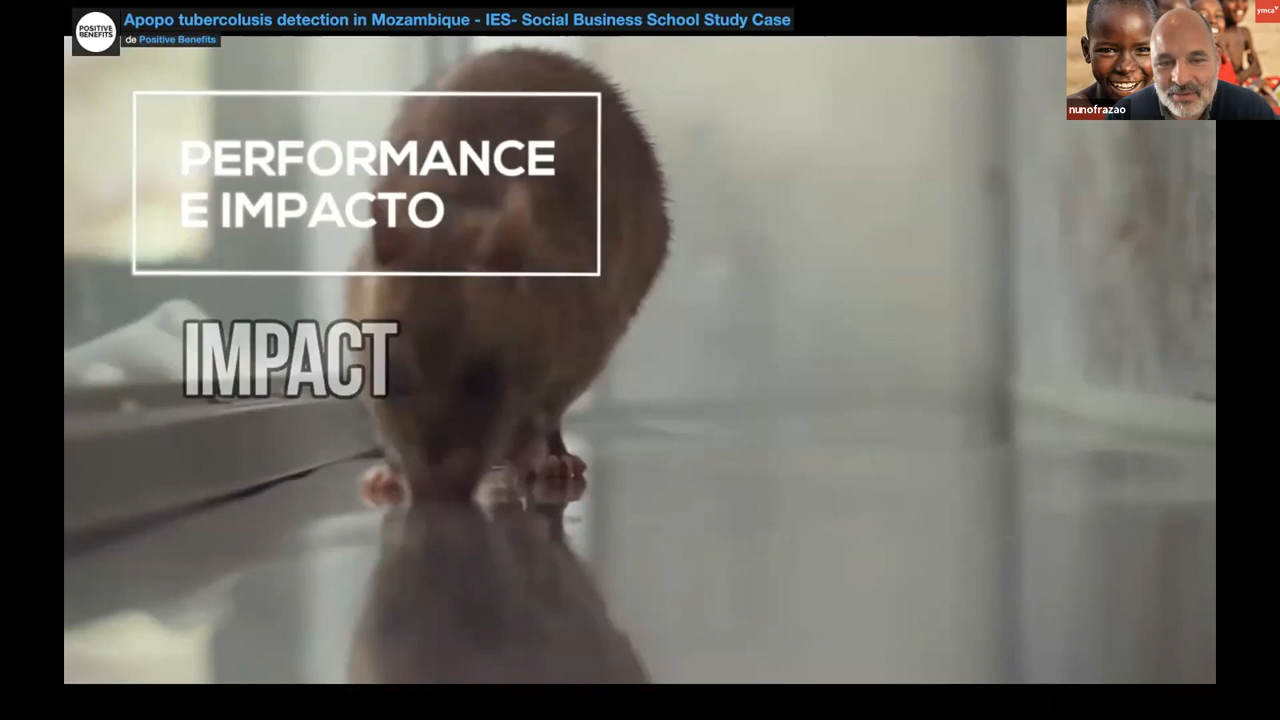 POSITIVE
BENEFITS
Apopo tubercolusis detection in Mozambique - IES- Social Business School Study Case
de Positive Benefits
ymca
nunofrazao
PERFORMANCE
E IMPACTO
IMPACT